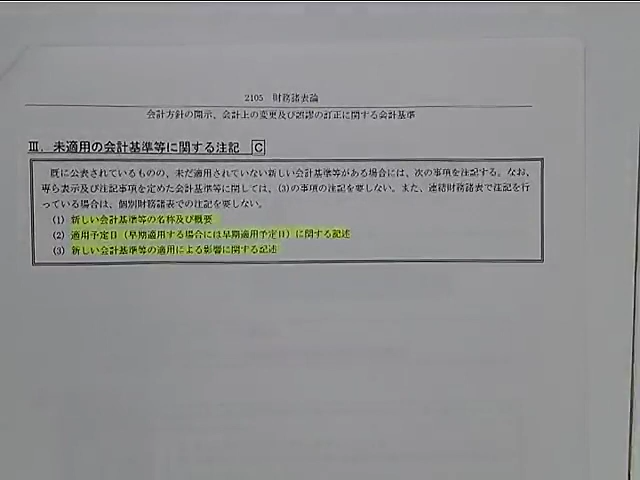 2105 財務諸表論
会計方針の開示、会計上の変更及び誤謬の訂正に関する会計基準
Ⅲ．未適用の会計基準等に関する注記 C
既に公表されているものの、未だ適用されていない新しい会計基準等がある場合には、次の事項を注記する。なお、
専ら表示及び注記事項を定めた会計基準等に関しては、(3)の事項の注記を要しない。また、連結財務諸表で注記を行
っている場合は、個別財務諸表での注記を要しない。
(1) 新しい会計基準等の名称及び概要
(2) 適用予定日（早期適用する場合には早期適用予定日）に関する記述
(3) 新しい会計基準等の適用による影響に関する記述